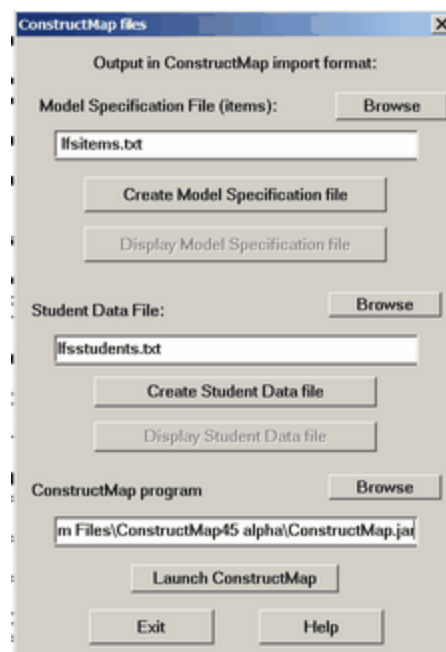 ConstructMap files
Output in ConstructMap import format:
Model Specification File (items):
Browse
lfsitems.txt
Create Model Specification file
Display Model Specification file
Browse
Student Data File:
lfsstudents.txt
Create Student Data file
Display Student Data file
ConstructMap program
Browse
m Files\ConstructMap45 alpha\ConstructMap.jar
Launch ConstructMap
Exit
Help